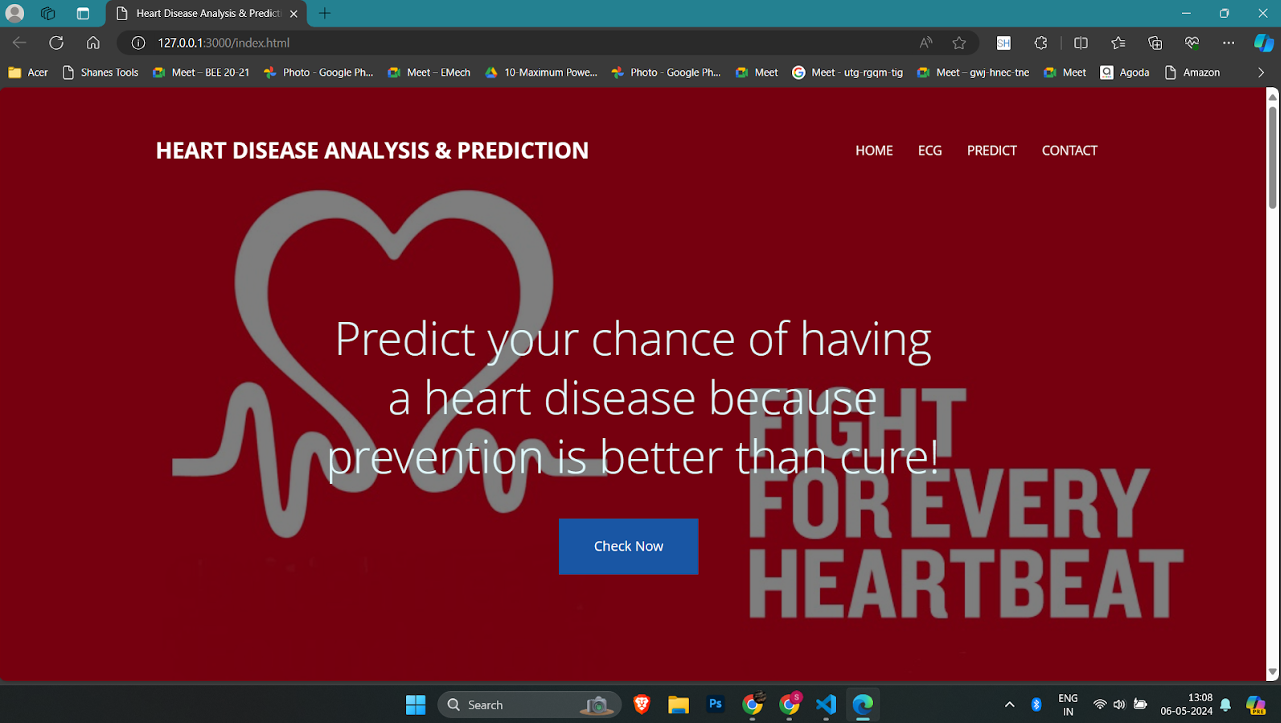 Heart Disease Analysis & Predicti
127.0.0.1:3000/index.html
SH
Acer
Shanes Tools
Meet – BEE 20-21
Photo - Google Ph...
Meet – EMech
10-Maximum Powe...
Photo - Google Ph...
Meet
Meet - utg-rgqm-tig
Meet – gwj-hnec-tne
Meet
Agoda
Amazon
HEART DISEASE ANALYSIS & PREDICTION
HOME
ECG
PREDICT
CONTACT
Predict your chance of having
a heart disease because
prevention is better than cure!
FIGHT
FOR EVERY
HEARTBEAT
Check Now
Search
Ps
S
ENG
IN
13:08
06-05-2024
PRE